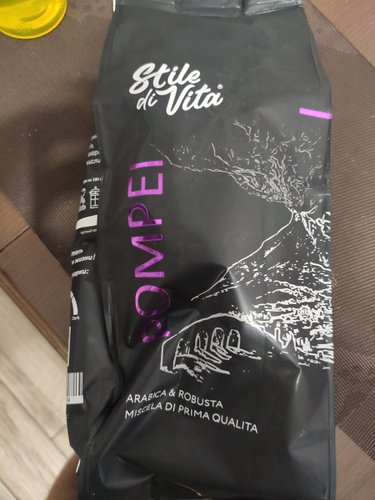 Stile
di Vita
POMPEI
ARABICA & ROBUSTA
MISCELA DI PRIMA QUALITA